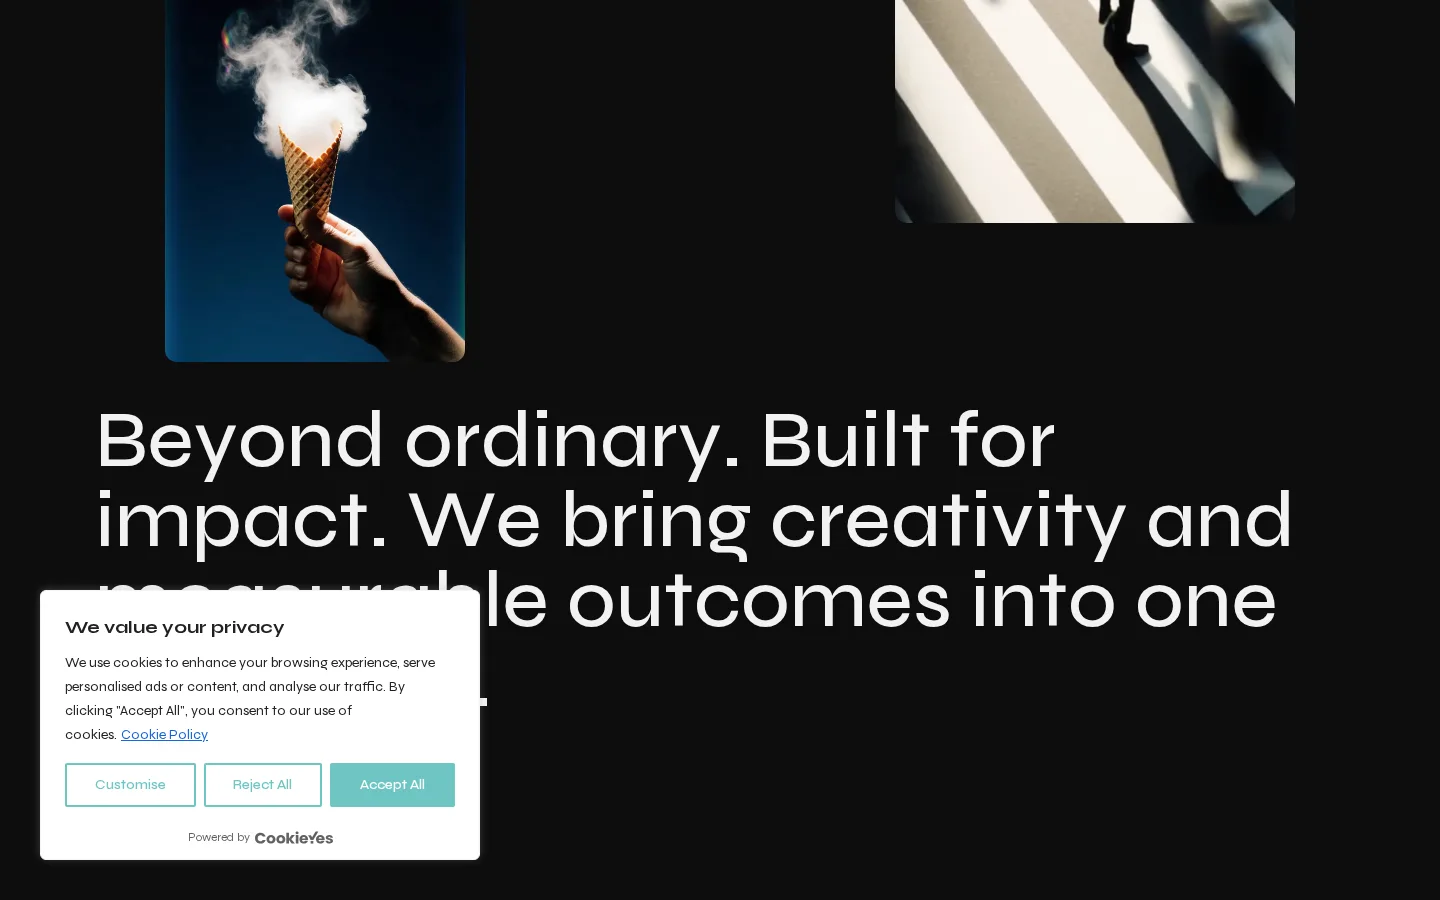 Beyond ordinary. Built for
impact. We bring creativity and
outcomes into one
We value your privacy
We use cookies to enhance your browsing experience, serve
personalised ads or content, and analyse our traffic. By
clicking "Accept All", you consent to our use of
cookies. Cookie Policy
Customise
Reject All
Accept All
Powered by CookieYes